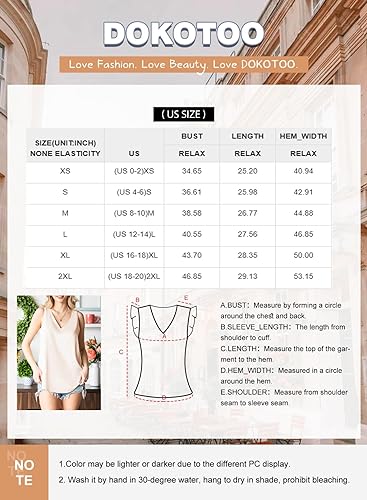 DOKOTOO
Love Fashion. Love Beauty. Love DOKOTOO.
( US SIZE )
SIZE(UNIT:INCH) BUST LENGTH HEM_WIDTH
NONE ELASTICITY US RELAX RELAX RELAX
XS (US 0-2)XS 34.65 25.20 40.94
S (US 4-6)S 36.61 25.98 42.91
M (US 8-10)M 38.58 26.77 44.88
L (US 12-14)L 40.55 27.56 46.85
XL (US 16-18)XL 43.70 28.35 50.00
2XL (US 18-20)2XL 46.85 29.13 53.15
B E
A
C
D
A.BUST： Measure by forming a circle
around the chest and back.
B.SLEEVE_LENGTH: The length from
shoulder to cuff.
C.LENGTH： Measure the top of the gar-
ment to the hem.
D.HEM_WIDTH： Measured in a circle
around the hem.
E.SHOULDER： Measure from shoulder
seam to sleeve seam.
NO
TE
1.Color may be lighter or darker due to the different PC display.
2. Wash it by hand in 30-degree water, hang to dry in shade, prohibit bleaching.